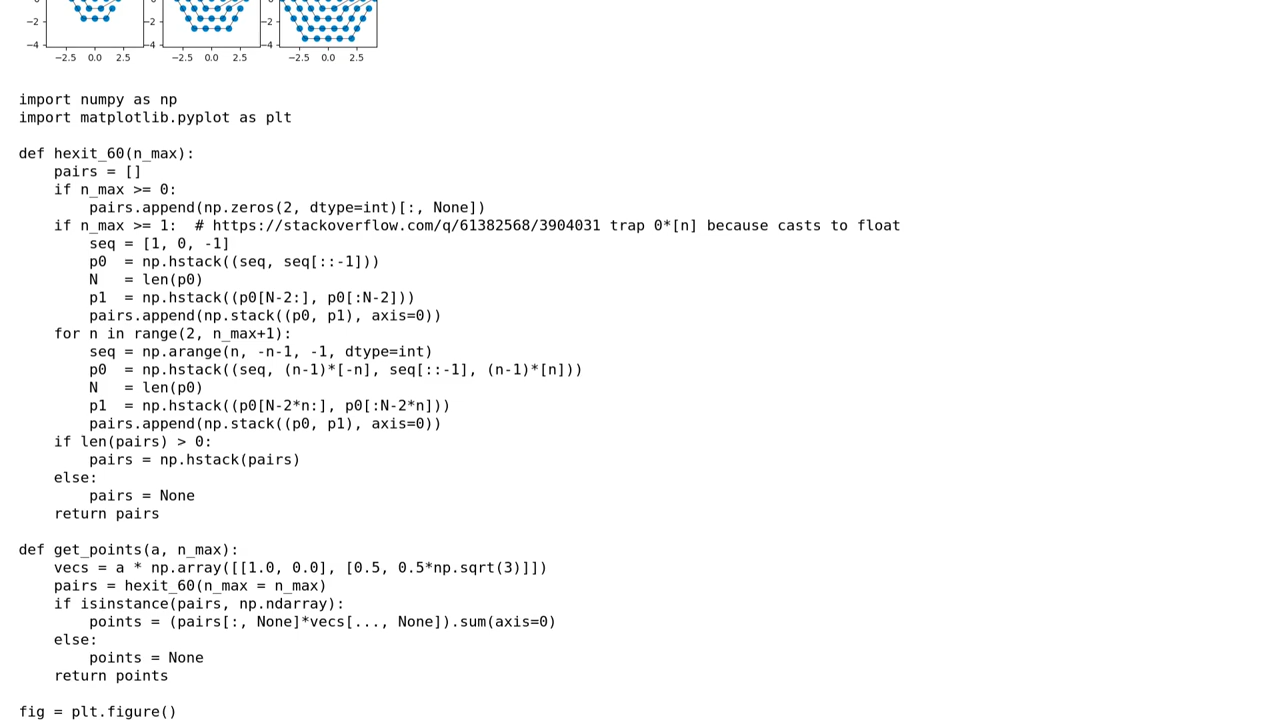 0 0 0
−2 −2 −2
−4 −4 −4
−2.5 0.0 2.5 −2.5 0.0 2.5 −2.5 0.0 2.5
import numpy as np
import matplotlib.pyplot as plt
def hexit_60(n_max):
    pairs = []
    if n_max >= 0:
        pairs.append(np.zeros(2, dtype=int)[:, None])
    if n_max >= 1:  # https://stackoverflow.com/q/61382568/3904031 trap 0*[n] because casts to float
        seq = [1, 0, -1]
        p0  = np.hstack((seq, seq[::-1]))
        N   = len(p0)
        p1  = np.hstack((p0[N-2:], p0[:N-2]))
        pairs.append(np.stack((p0, p1), axis=0))
    for n in range(2, n_max+1):
        seq = np.arange(n, -n-1, -1, dtype=int)
        p0  = np.hstack((seq, (n-1)*[-n], seq[::-1], (n-1)*[n]))
        N   = len(p0)
        p1  = np.hstack((p0[N-2*n:], p0[:N-2*n]))
        pairs.append(np.stack((p0, p1), axis=0))
    if len(pairs) > 0:
        pairs = np.hstack(pairs)
    else:
        pairs = None
    return pairs
def get_points(a, n_max):
    vecs = a * np.array([[1.0, 0.0], [0.5, 0.5*np.sqrt(3)]])
    pairs = hexit_60(n_max = n_max)
    if isinstance(pairs, np.ndarray):
        points = (pairs[:, None]*vecs[..., None]).sum(axis=0)
    else:
        points = None
    return points
fig = plt.figure()